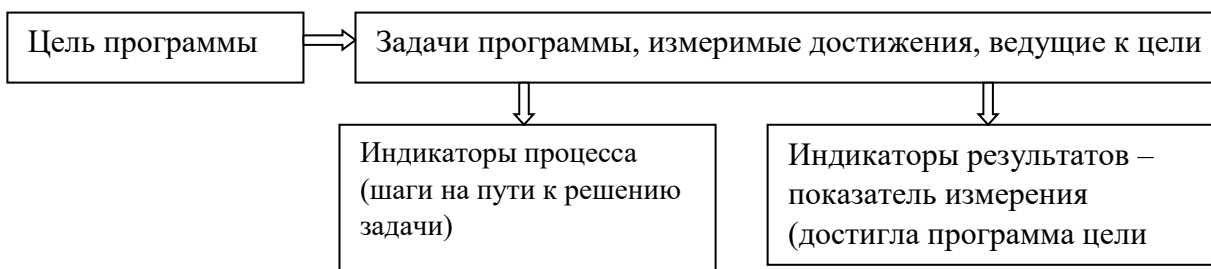 Цель программы
Задачи программы, измеримые достижения, ведущие к цели
Индикаторы процесса
(шаги на пути к решению
задачи)
Индикаторы результатов –
показатель измерения
(достигла программа цели